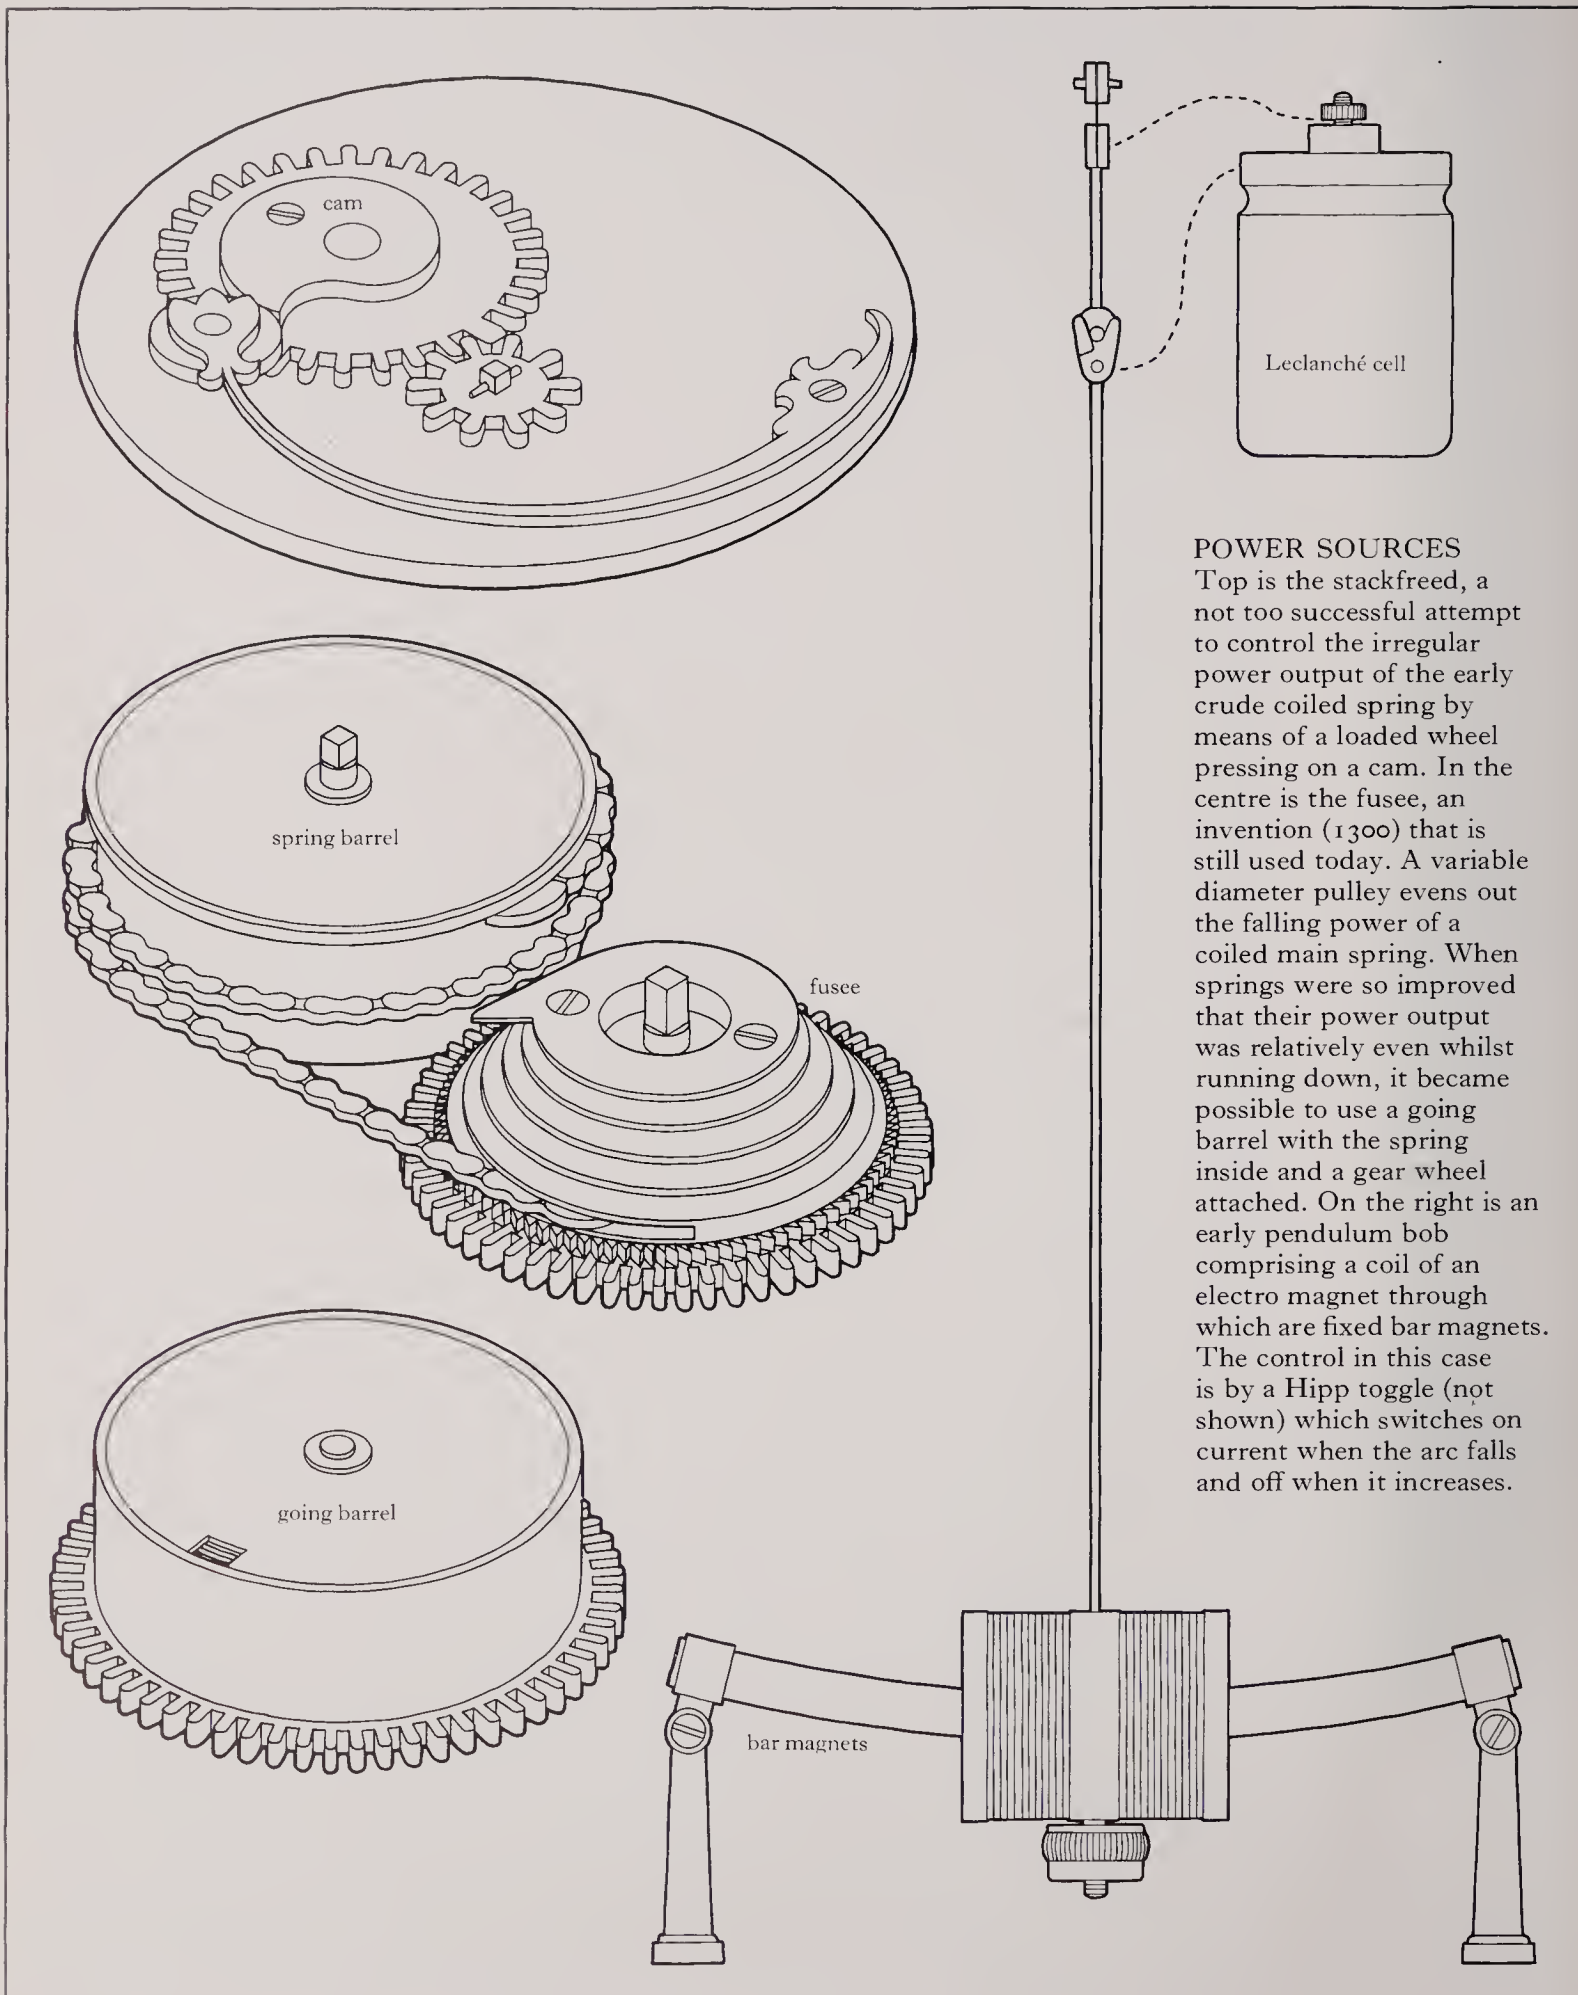 cam
Leclanché cell
spring barrel
fusee
going barrel
bar magnets
POWER SOURCES
Top is the stackfreed, a
not too successful attempt
to control the irregular
power output of the early
crude coiled spring by
means of a loaded wheel
pressing on a cam. In the
centre is the fusee, an
invention (1300) that is
still used today. A variable
diameter pulley evens out
the falling power of a
coiled main spring. When
springs were so improved
that their power output
was relatively even whilst
running down, it became
possible to use a going
barrel with the spring
inside and a gear wheel
attached. On the right is an
early pendulum bob
comprising a coil of an
electro magnet through
which are fixed bar magnets.
The control in this case
is by a Hipp toggle (not
shown) which switches on
current when the arc falls
and off when it increases.